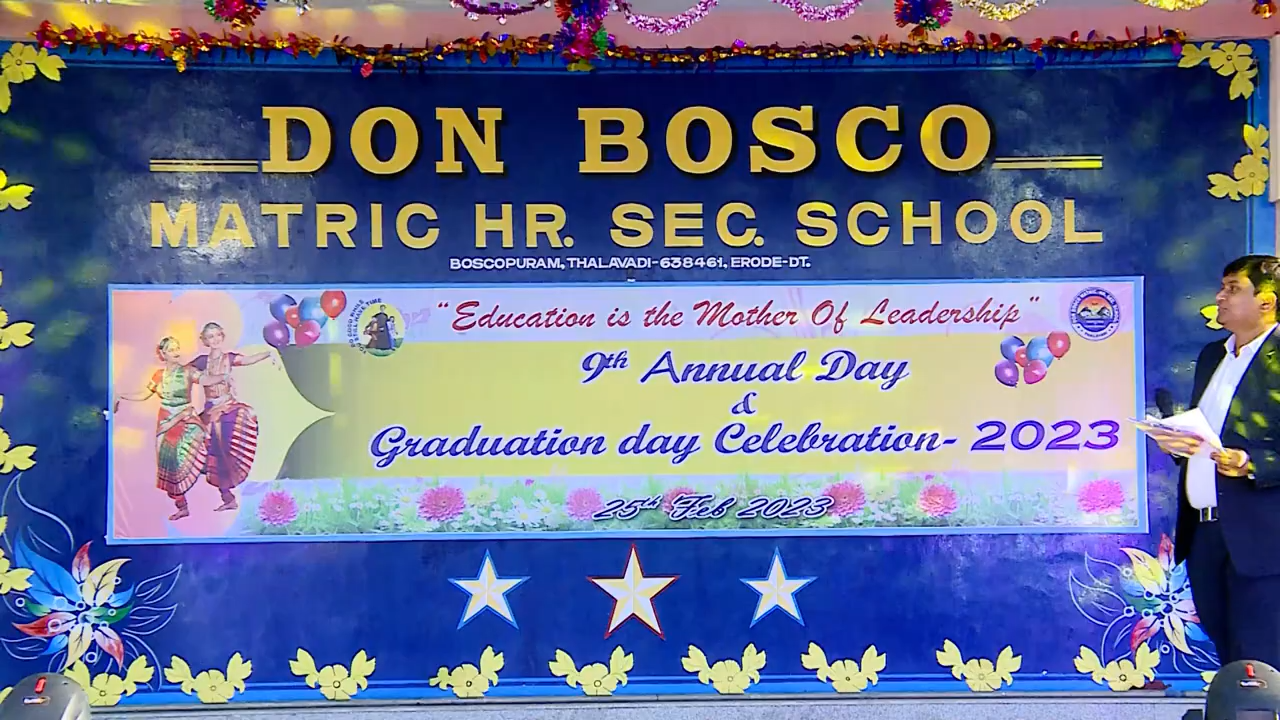 DON BOSCO
MATRIC HR. SEC. SCHOOL
BOSCOPURAM, THALAVADI-638461, ERODE-DT.
"Education is the Mother Of Leadership"
9th Annual Day
&
Graduation day Celebration- 2023
25th Feb 2023